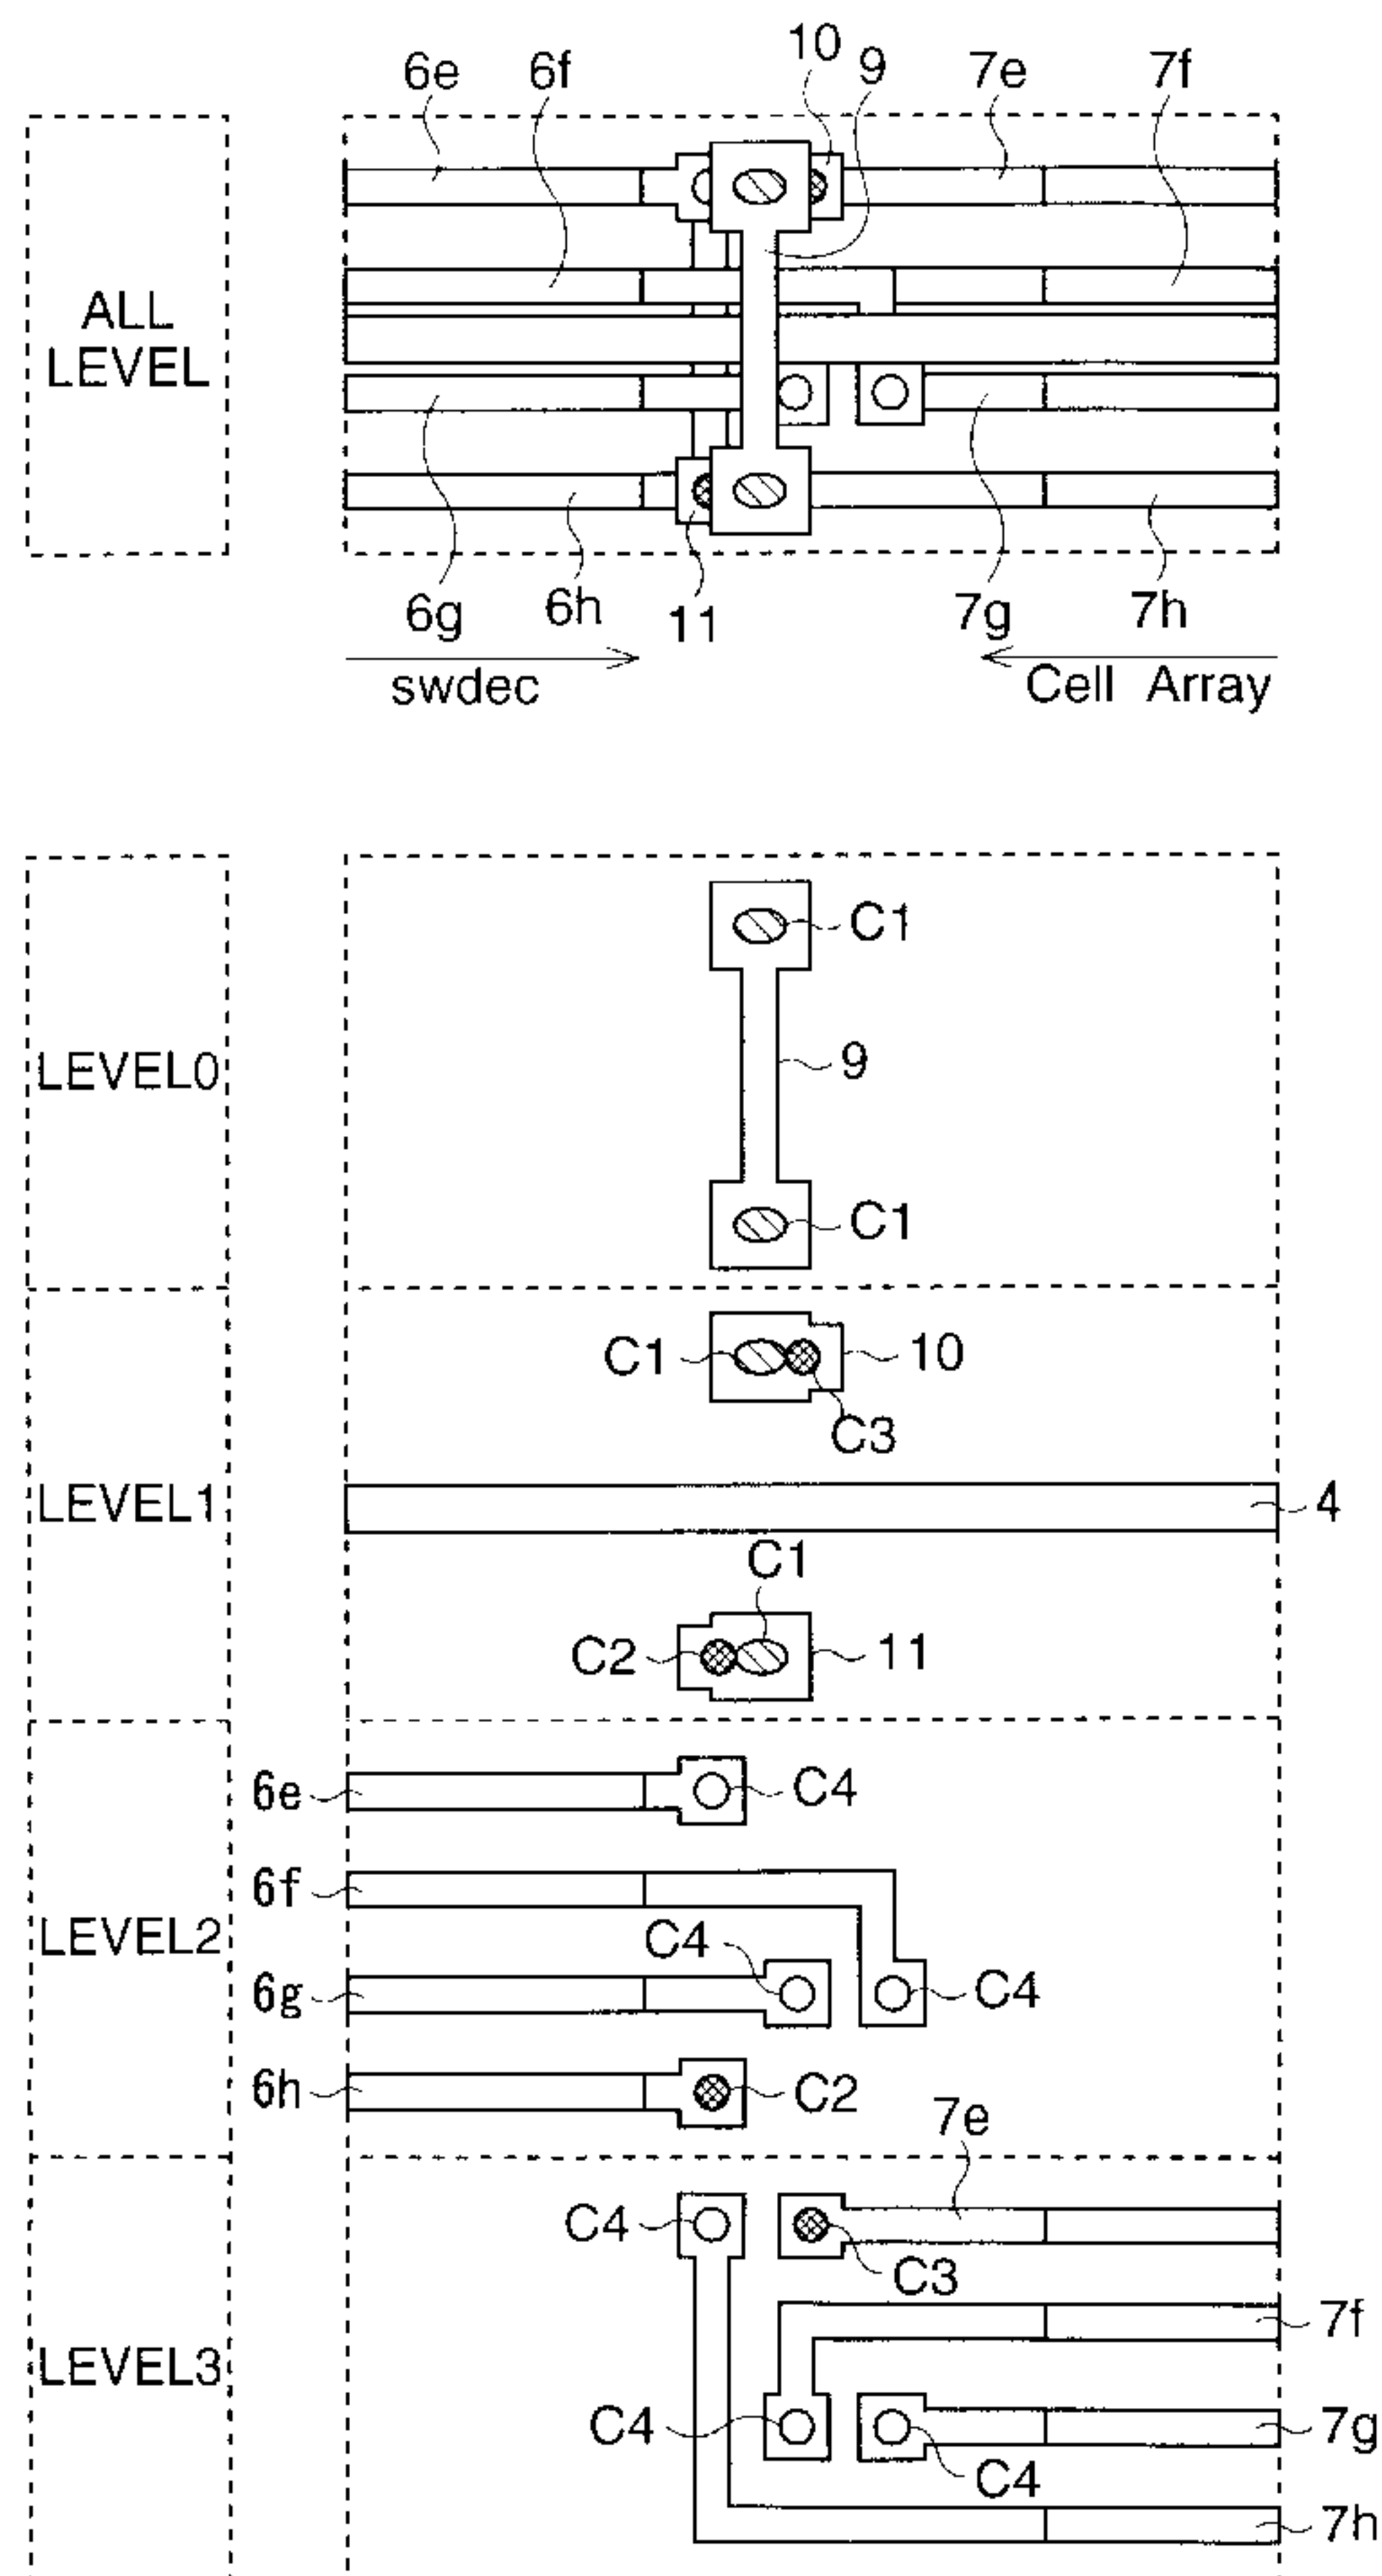 10 9
6e 6f 7e 7f
ALL
LEVEL
6g 6h 11 7g 7h
swdec Cell Array
C1
LEVEL0 9
C1
C1 10
C3
LEVEL1 4
C1
C2 11
6e C4
6f
LEVEL2 C4
6g C4
6h C2
7e
C4
C3
7f
LEVEL3
C4 7g
C4
7h